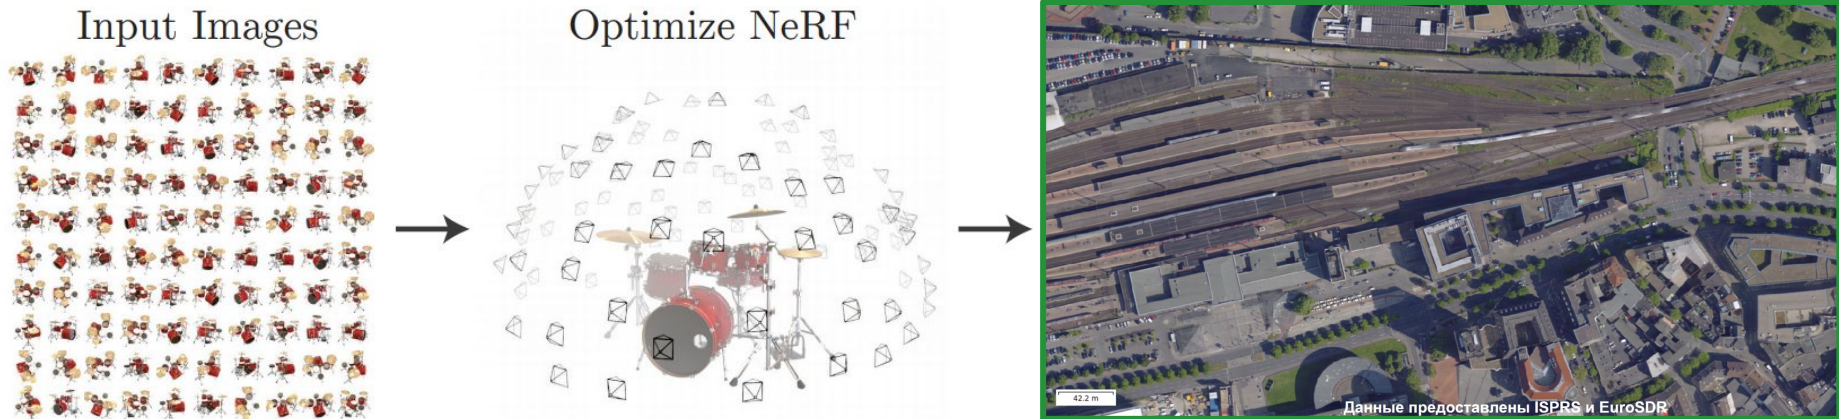 Input Images
Optimize NeRF
42.2 m
Данные предоставлены ISPRS и EuroSDR